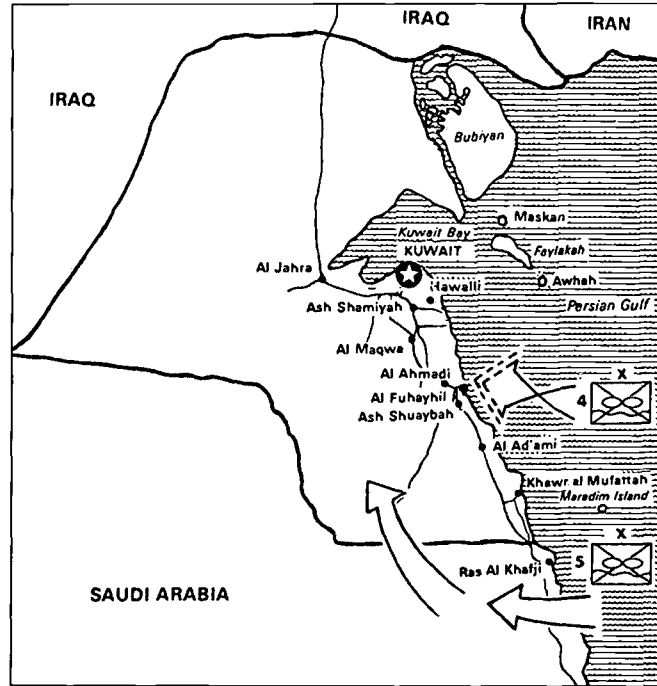 IRAQ
IRAN
IRAQ
Bubiyan
Maskan
Kuwait Bay
KUWAIT
Faylakah
Al Jahra
Hawalli
Awhah
Ash Shamiyah
Persian Gulf
Al Maqwa
Al Ahmadi
X
Al Fuhayhil
4
Ash Shuaybah
Al Ad'ami
Khawr al Mufattah
Maradim Island
X
5
Ras Al Khafji
SAUDI ARABIA